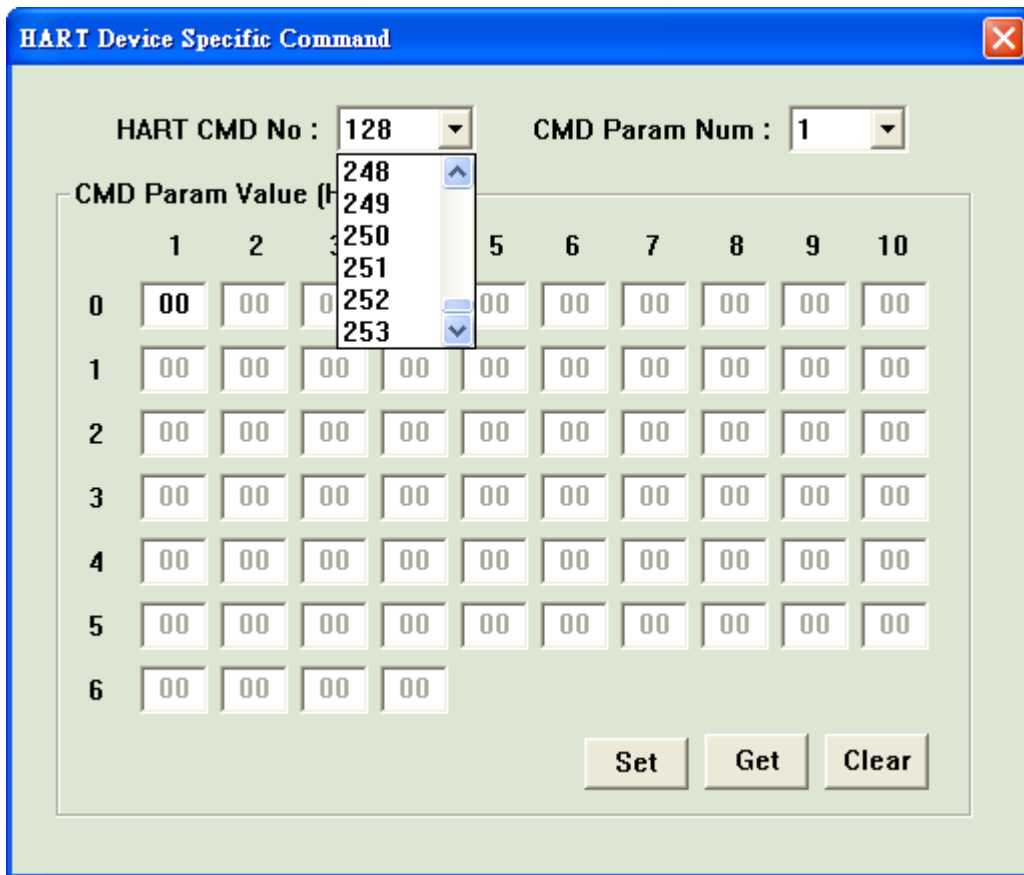 HART Device Specific Command
HART CMD No : 128 CMD Param Num : 1
248
249
250
251
252
253
CMD Param Value (H
1 2 5 6 7 8 9 10
0 00 00 00 00 00 00 00 00
1 00 00 00 00 00 00 00 00 00 00
2 00 00 00 00 00 00 00 00 00 00
3 00 00 00 00 00 00 00 00 00 00
4 00 00 00 00 00 00 00 00 00 00
5 00 00 00 00 00 00 00 00 00 00
6 00 00 00 00
Set Get Clear